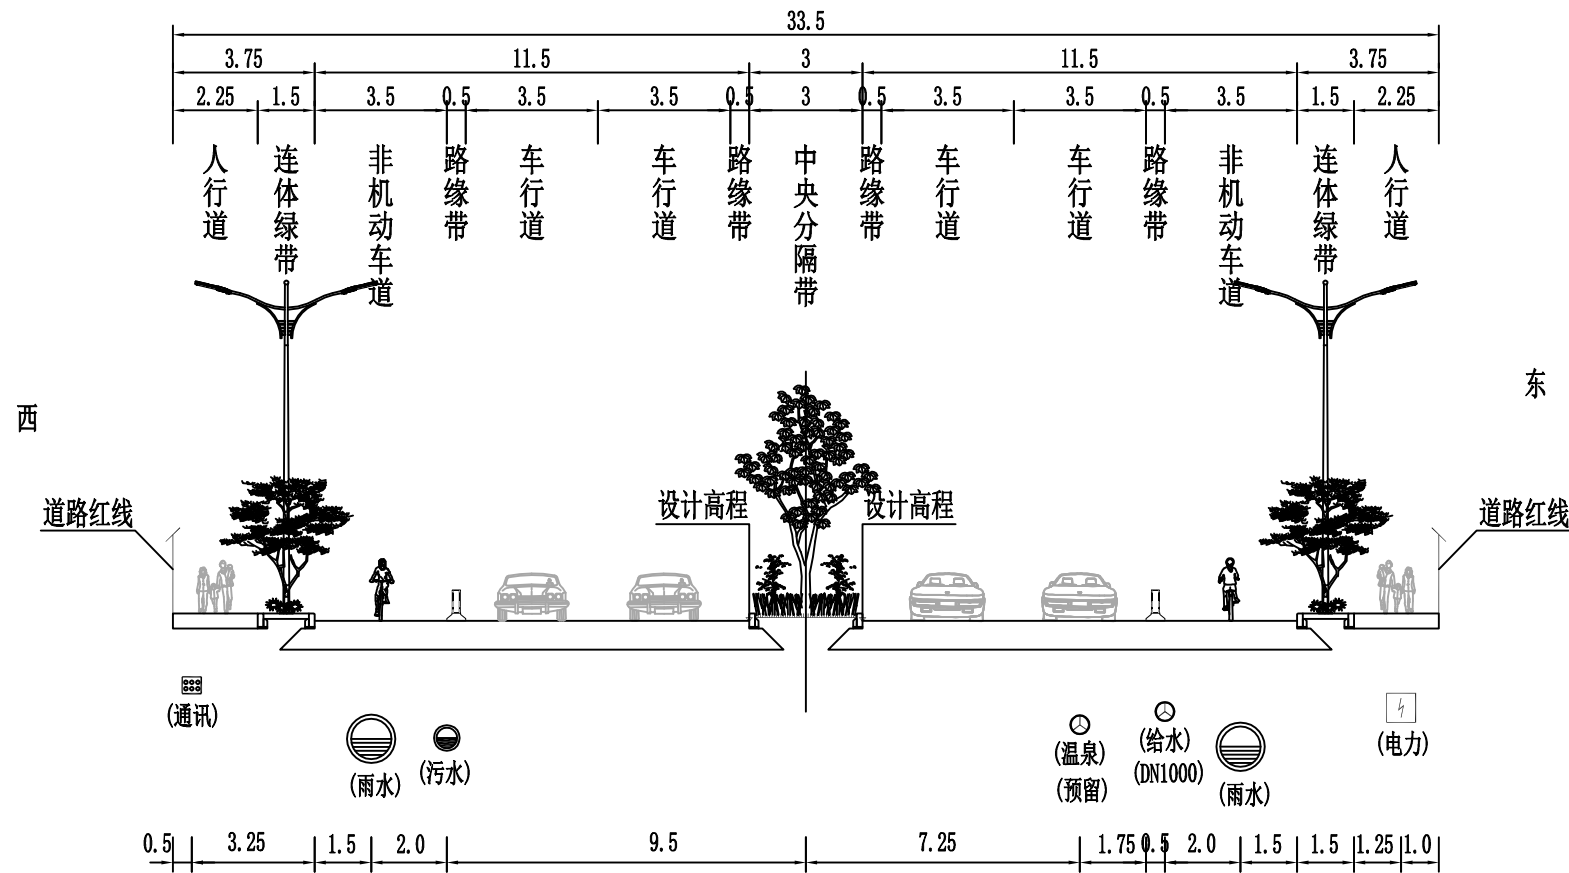 33.5
3.75
11.5
3
11.5
3.75
2.25
1.5
3.5
0.5
3.5
3.5
0.5
3
0.5
3.5
3.5
0.5
3.5
1.5
2.25
人行道
连体绿带
非机动车道
路缘带
车行道
车行道
路缘带
中央分隔带
路缘带
车行道
车行道
路缘带
非机动车道
连体绿带
人行道
西
东
道路红线
设计高程
设计高程
道路红线
(通讯)
(雨水)
(污水)
(温泉)
(预留)
(给水)
(DN1000)
(雨水)
(电力)
0.5
3.25
1.5
2.0
9.5
7.25
1.75
0.5
2.0
1.5
1.5
1.25
1.0